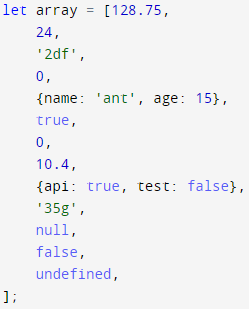 let array = [128.75,
    24,
    '2df',
    0,
    {name: 'ant', age: 15},
    true,
    0,
    10.4,
    {api: true, test: false},
    '35g',
    null,
    false,
    undefined,
];